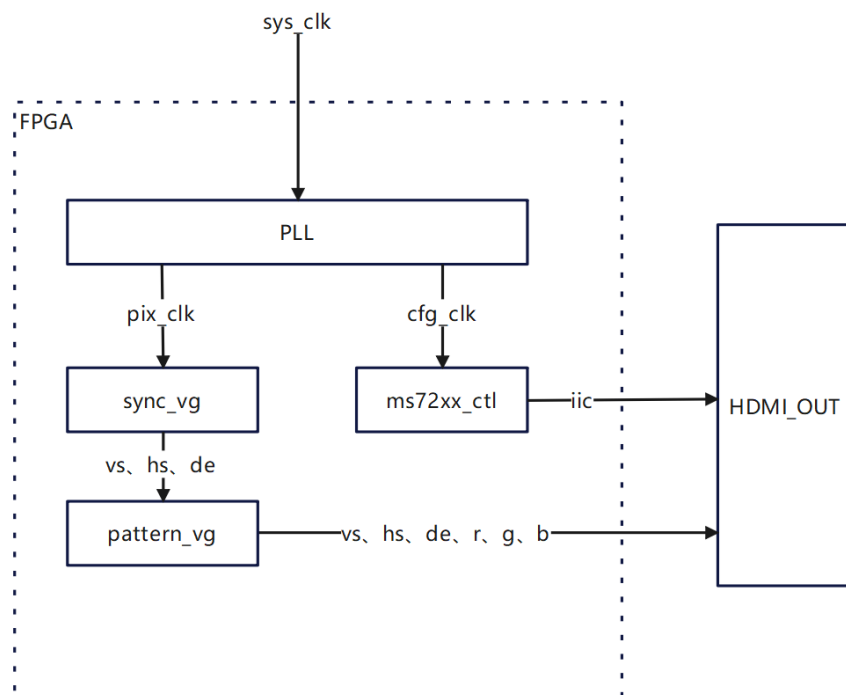 sys_clk
FPGA
PLL
pix_clk
cfg_clk
sync_vg
ms72xx_ctl
iic
HDMI_OUT
vs、hs、de
pattern_vg
vs、hs、de、r、g、b